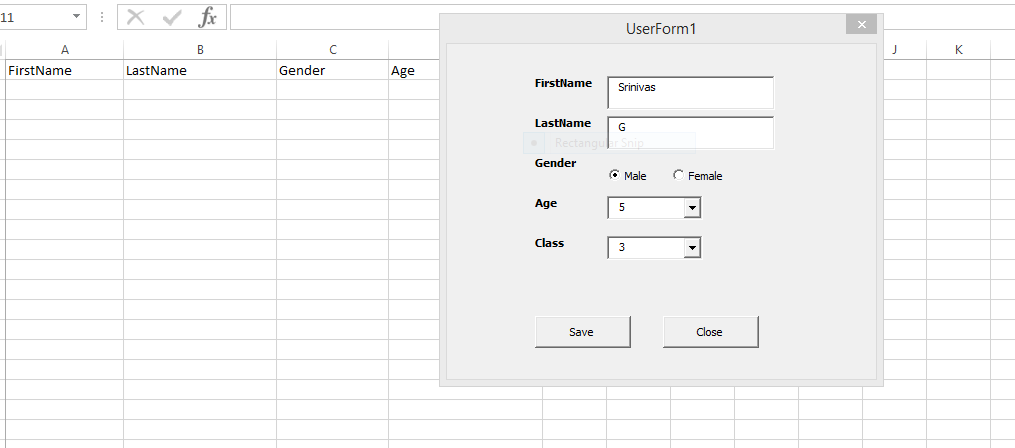 11
fx
UserForm1
A B C J K
FirstName LastName Gender Age
FirstName Srinivas
LastName G
Rectangular Snip
Gender
Male Female
Age 5
Class 3
Save Close